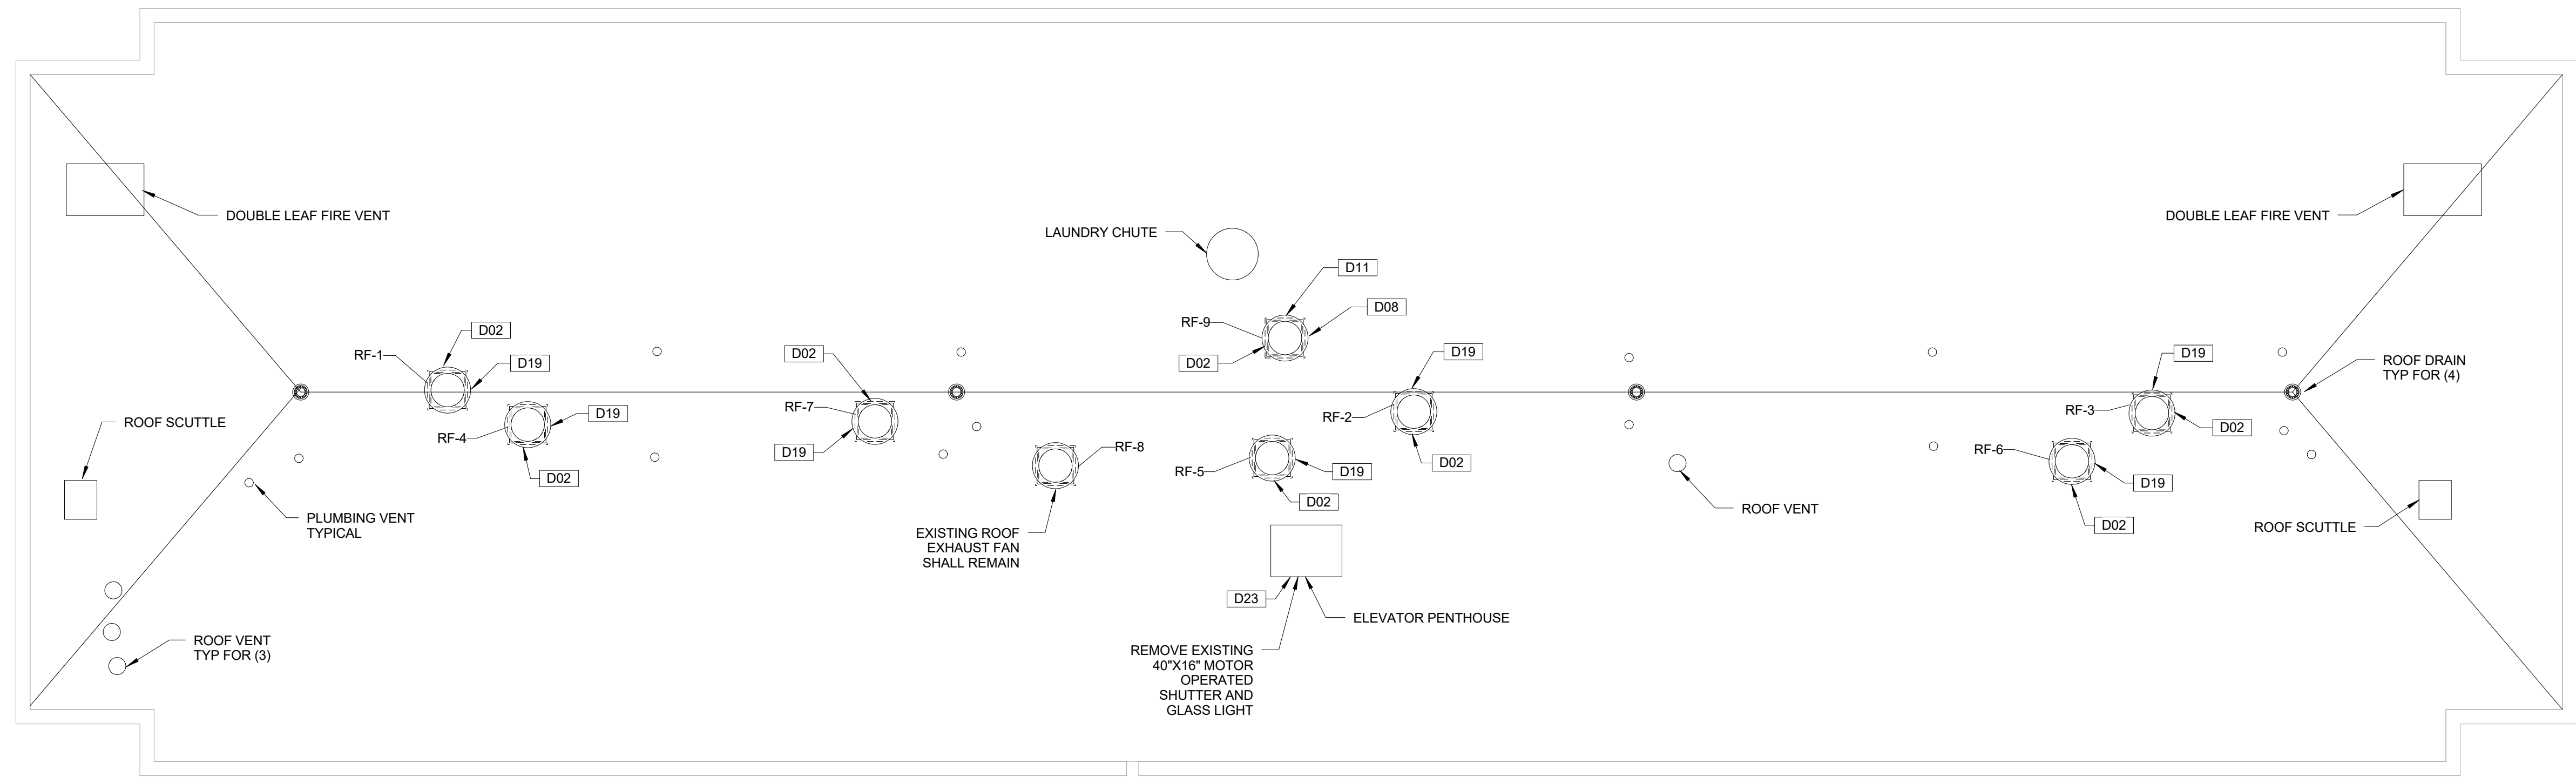 DOUBLE LEAF FIRE VENT
DOUBLE LEAF FIRE VENT
LAUNDRY CHUTE
D11
D08
RF-9
D02
D02
RF-1
D19
D02
RF-7
D19
D19
RF-2
D02
D19
RF-3
D02
ROOF DRAIN
TYP FOR (4)
ROOF SCUTTLE
RF-4
D19
D02
RF-8
RF-5
D19
D02
RF-6
D19
D02
PLUMBING VENT
TYPICAL
EXISTING ROOF
EXHAUST FAN
SHALL REMAIN
ROOF VENT
ROOF SCUTTLE
D23
ELEVATOR PENTHOUSE
ROOF VENT
TYP FOR (3)
REMOVE EXISTING
40"X16" MOTOR
OPERATED
SHUTTER AND
GLASS LIGHT